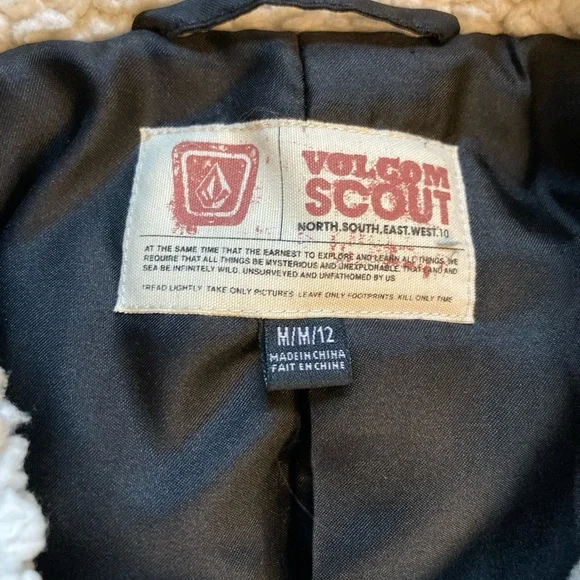 VOLCOM
SCOUT
NORTH.SOUTH.EAST.WEST.10
AT THE SAME TIME THAT THE EARNEST TO EXPLORE AND LEARN ALL THINGS, WE
REQUIRE THAT ALL THINGS BE MYSTERIOUS AND UNEXPLORABLE, THAT LAND AND
SEA BE INFINITELY WILD, UNSURVEYED AND UNFATHOMED BY US.
TREAD LIGHTLY TAKE ONLY PICTURES LEAVE ONLY FOOTPRINTS. KILL ONLY TIME
M/M/12
MADE IN CHINA
FAIT EN CHINE